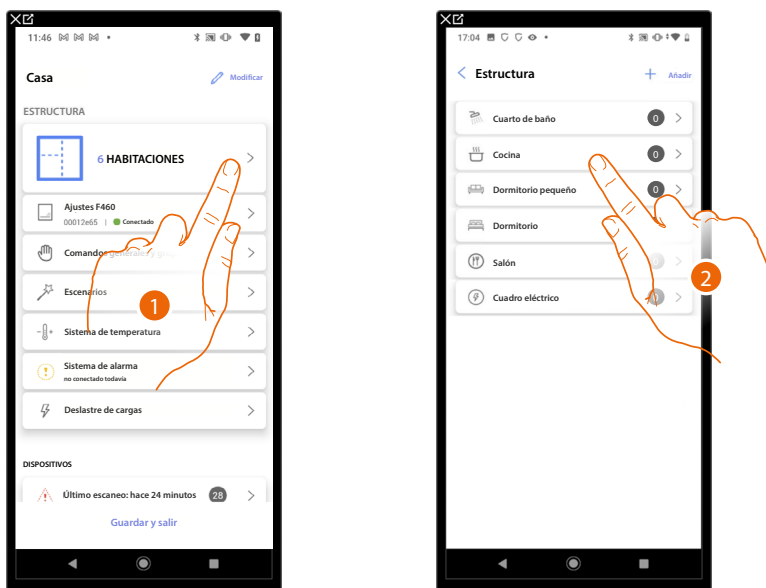 11:46
Casa
Modificar
ESTRUCTURA
6 HABITACIONES
Ajustes F460
00012e65 | Conectado
Comandos generales y
Escenarios
Sistema de temperatura
Sistema de alarma
no conectado todavía
Deslastre de cargas
DISPOSITIVOS
Último escaneo: hace 24 minutos 28
Guardar y salir
1
17:04
Estructura
Añadir
Cuarto de baño 0
Cocina 0
Dormitorio pequeño 0
Dormitorio
Salón
Cuadro eléctrico
2